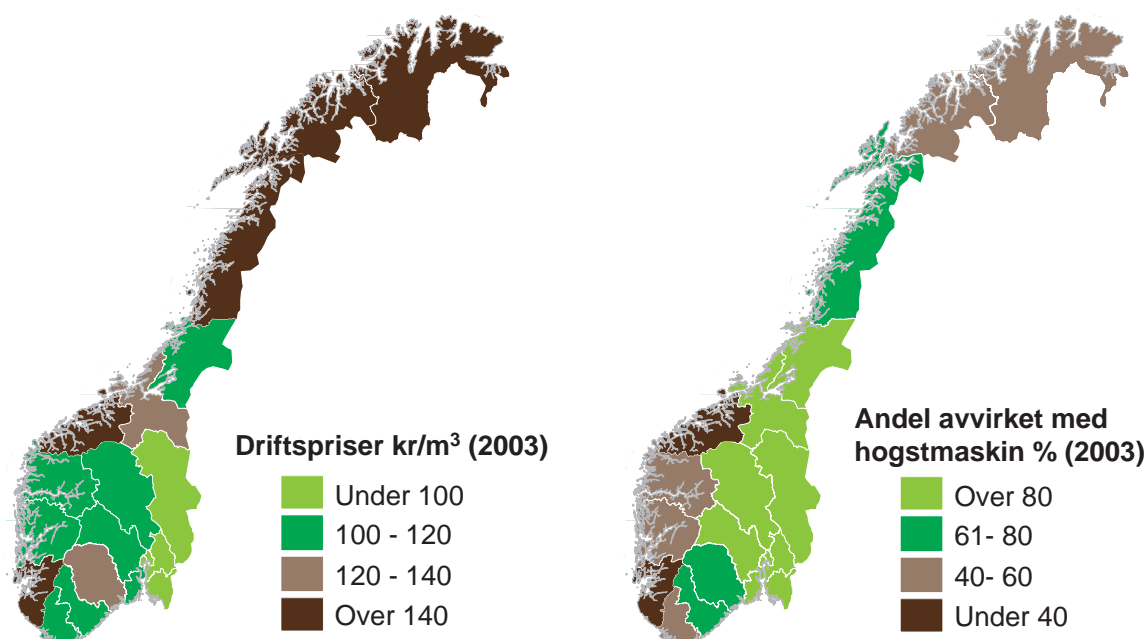 Driftspriser kr/m³ (2003)
Under 100
100 - 120
120 - 140
Over 140
Andel avvirket med
hogstmaskin % (2003)
Over 80
61- 80
40- 60
Under 40